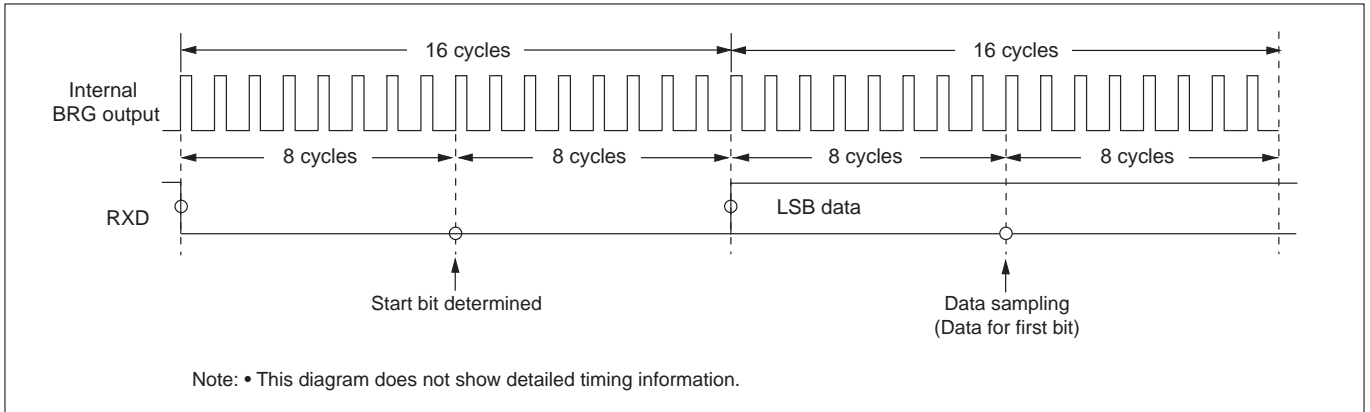 16 cycles 16 cycles
Internal
BRG output
8 cycles 8 cycles 8 cycles 8 cycles
RXD LSB data
Start bit determined Data sampling
(Data for first bit)
Note: • This diagram does not show detailed timing information.